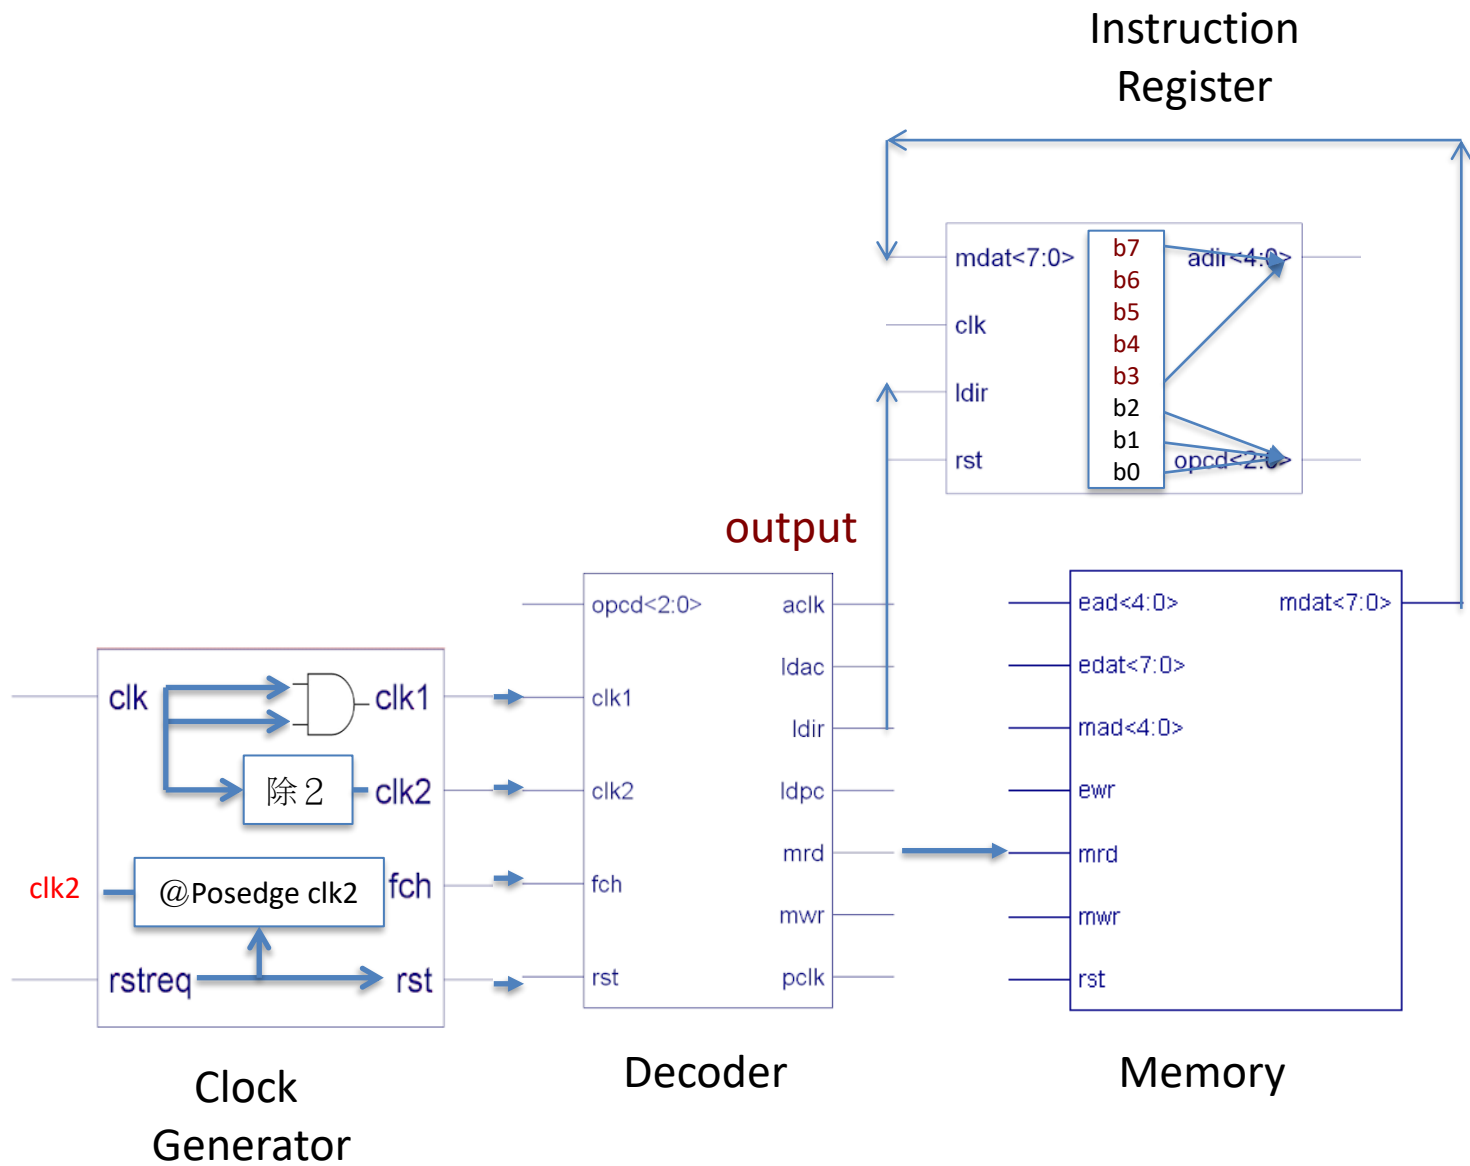 Instruction
Register
mdat<7:0>
clk
ldir
rst
b7
b6
b5
b4
b3
b2
b1
b0
adir<4:0>
opcd<2:0>
output
clk
clk1
除２
clk2
clk2
@Posedge clk2
fch
rstreq
rst
Clock
Generator
opcd<2:0>
clk1
clk2
fch
rst
aclk
ldac
ldir
ldpc
mrd
mwr
pclk
Decoder
ead<4:0>
edat<7:0>
mad<4:0>
ewr
mrd
mwr
rst
mdat<7:0>
Memory